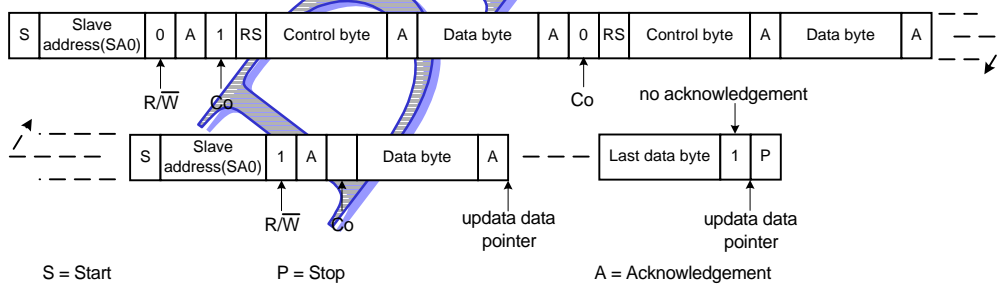 S Slave address(SA0) 0 A 1 RS Control byte A Data byte A 0 RS Control byte A Data byte A
R/W Co Co
no acknowledgement
S Slave address(SA0) 1 A Data byte A Last data byte 1 P
R/W Co
updata data pointer
updata data pointer
S = Start P = Stop A = Acknowledgement